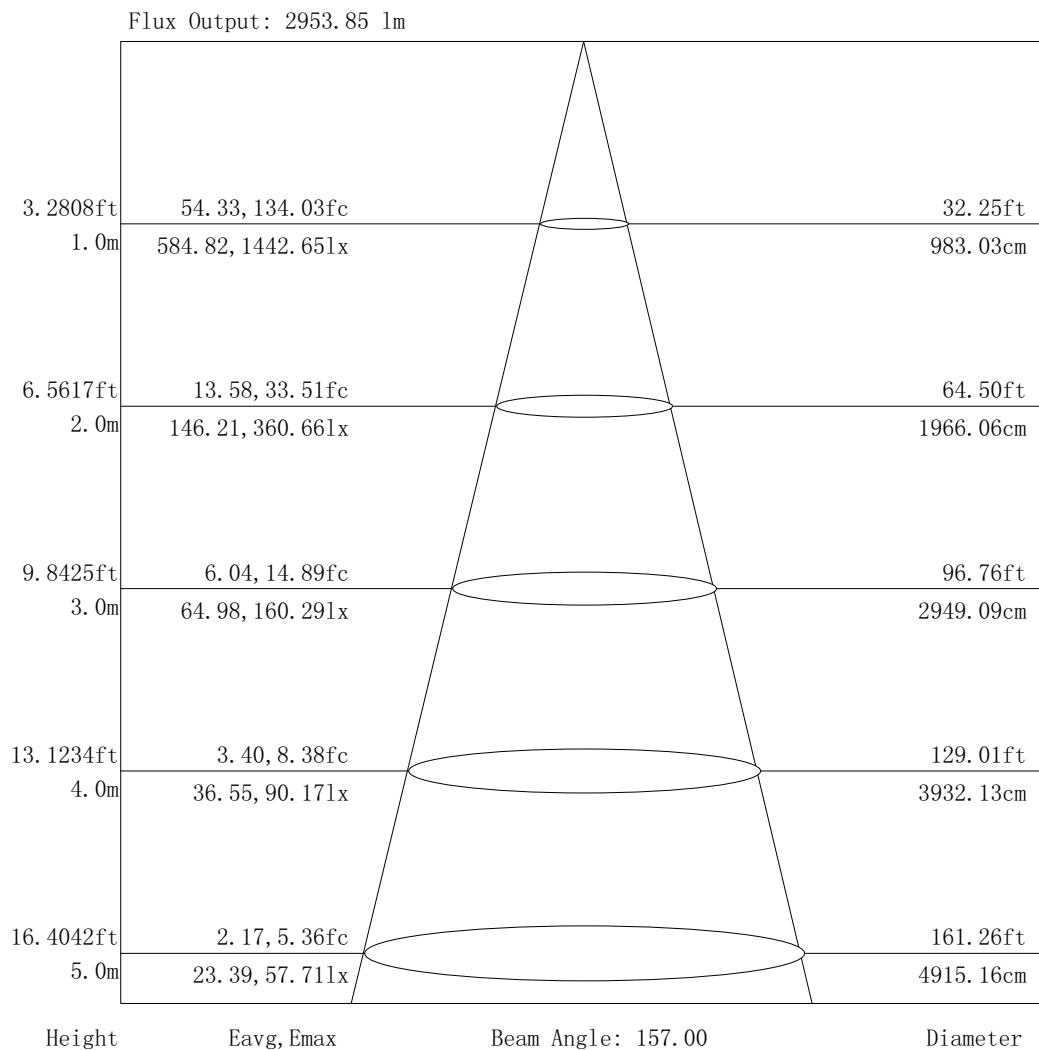 Flux Output: 2953.85 lm
3.2808ft 54.33,134.03fc 32.25ft
1.0m 584.82,1442.65lx 983.03cm
6.5617ft 13.58,33.51fc 64.50ft
2.0m 146.21,360.66lx 1966.06cm
9.8425ft 6.04,14.89fc 96.76ft
3.0m 64.98,160.29lx 2949.09cm
13.1234ft 3.40,8.38fc 129.01ft
4.0m 36.55,90.17lx 3932.13cm
16.4042ft 2.17,5.36fc 161.26ft
5.0m 23.39,57.71lx 4915.16cm
Height Eavg,Emax Beam Angle: 157.00 Diameter